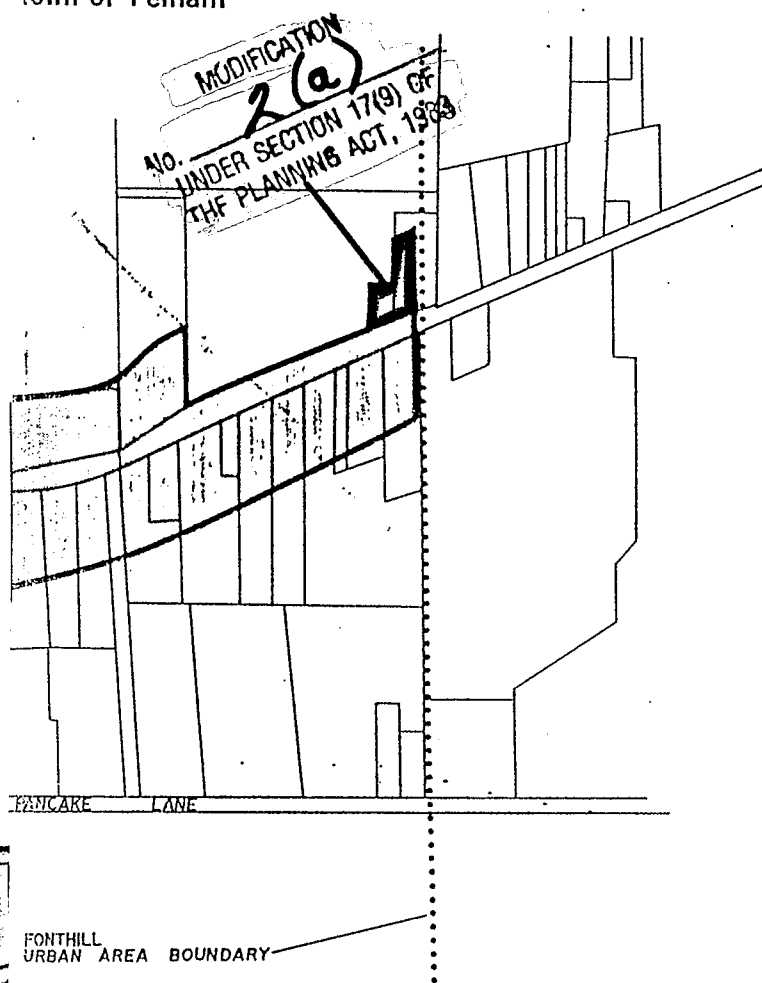 Town of Pelham
MODIFICATION
No. 2(a)
UNDER SECTION 17(9) OF
THE PLANNING ACT, 1983
PANCAKE LANE
FONTHILL
URBAN AREA BOUNDARY